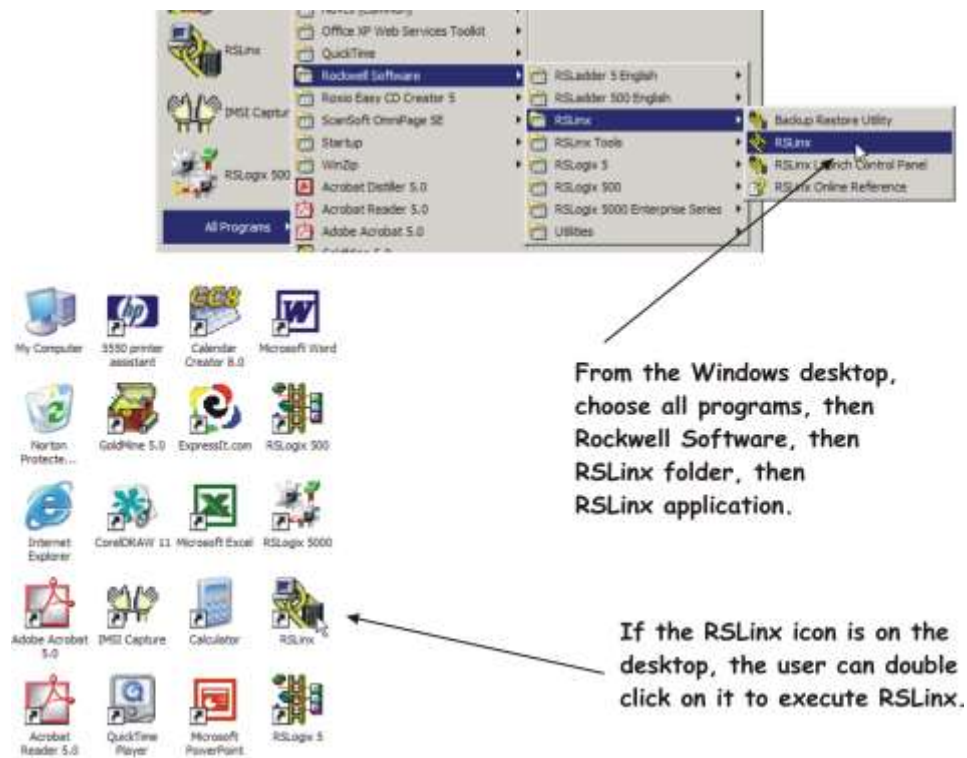 Office XP Web Services Toolkit
RSLinx
QuickTime
Rockwell Software
RSLadder 5 English
Roxio Easy CD Creator 5
RSLadder 500 English
IMSI Captur
ScanSoft OmniPage SE
RSLinx
Backup Restore Utility
Startup
RSLinx Tools
RSLinx
WinZip
RSLogix 5
RSLinx Launch Control Panel
RSLogix 500
Acrobat Distiller 5.0
RSLogix 500
RSLinx Online Reference
Acrobat Reader 5.0
RSLogix 5000 Enterprise Series
All Programs
Adobe Acrobat 5.0
Utilities
My Computer
3550 printer
assistant
Calendar
Creator 8.0
Microsoft Word
From the Windows desktop,
choose all programs, then
Rockwell Software, then
RSLinx folder, then
RSLinx application.
Norton
Protecte...
GoldMine 5.0
ExpressIt.com
RSLogix 500
Internet
Explorer
CorelDRAW 11
Microsoft Excel
RSLogix 5000
Adobe Acrobat
5.0
IMSI Capture
Calculator
RSLinx
If the RSLinx icon is on the
desktop, the user can double
click on it to execute RSLinx.
Acrobat
Reader 5.0
QuickTime
Player
Microsoft
PowerPoint
RSLogix 5